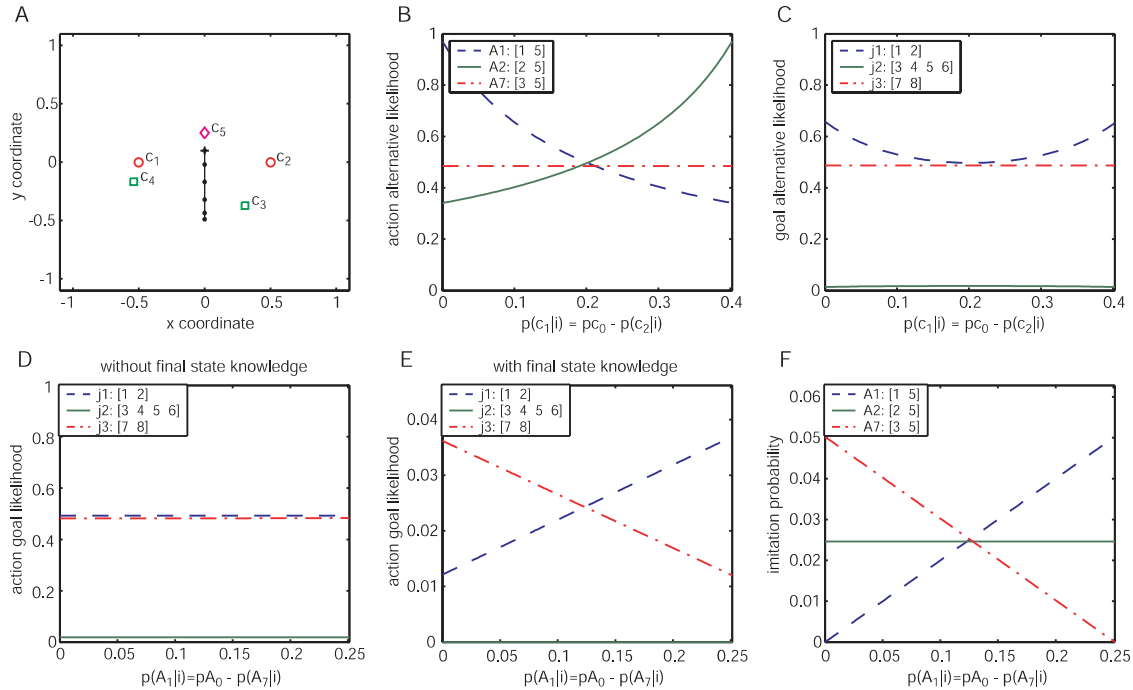 A
1
0.5
0
-0.5
-1
-1 -0.5 0 0.5 1
y coordinate
x coordinate
c5
c1
c2
c4
c3
B
A1: [1 5]
A2: [2 5]
A7: [3 5]
1
0.8
0.6
0.4
0.2
0
0 0.1 0.2 0.3 0.4
action alternative likelihood
p(c1|i) = pc0 - p(c2|i)
C
j1: [1 2]
j2: [3 4 5 6]
j3: [7 8]
1
0.8
0.6
0.4
0.2
0
0 0.1 0.2 0.3 0.4
goal alternative likelihood
p(c1|i) = pc0 - p(c2|i)
D
without final state knowledge
j1: [1 2]
j2: [3 4 5 6]
j3: [7 8]
1
0.8
0.6
0.4
0.2
0
0 0.05 0.1 0.15 0.2 0.25
action goal likelihood
p(A1|i)=pA0 - p(A7|i)
E
with final state knowledge
j1: [1 2]
j2: [3 4 5 6]
j3: [7 8]
0.04
0.03
0.02
0.01
0
0 0.05 0.1 0.15 0.2 0.25
action goal likelihood
p(A1|i)=pA0 - p(A7|i)
F
A1: [1 5]
A2: [2 5]
A7: [3 5]
0.06
0.05
0.04
0.03
0.02
0.01
0
0 0.05 0.1 0.15 0.2 0.25
imitation probability
p(A1|i)=pA0 - p(A7|i)